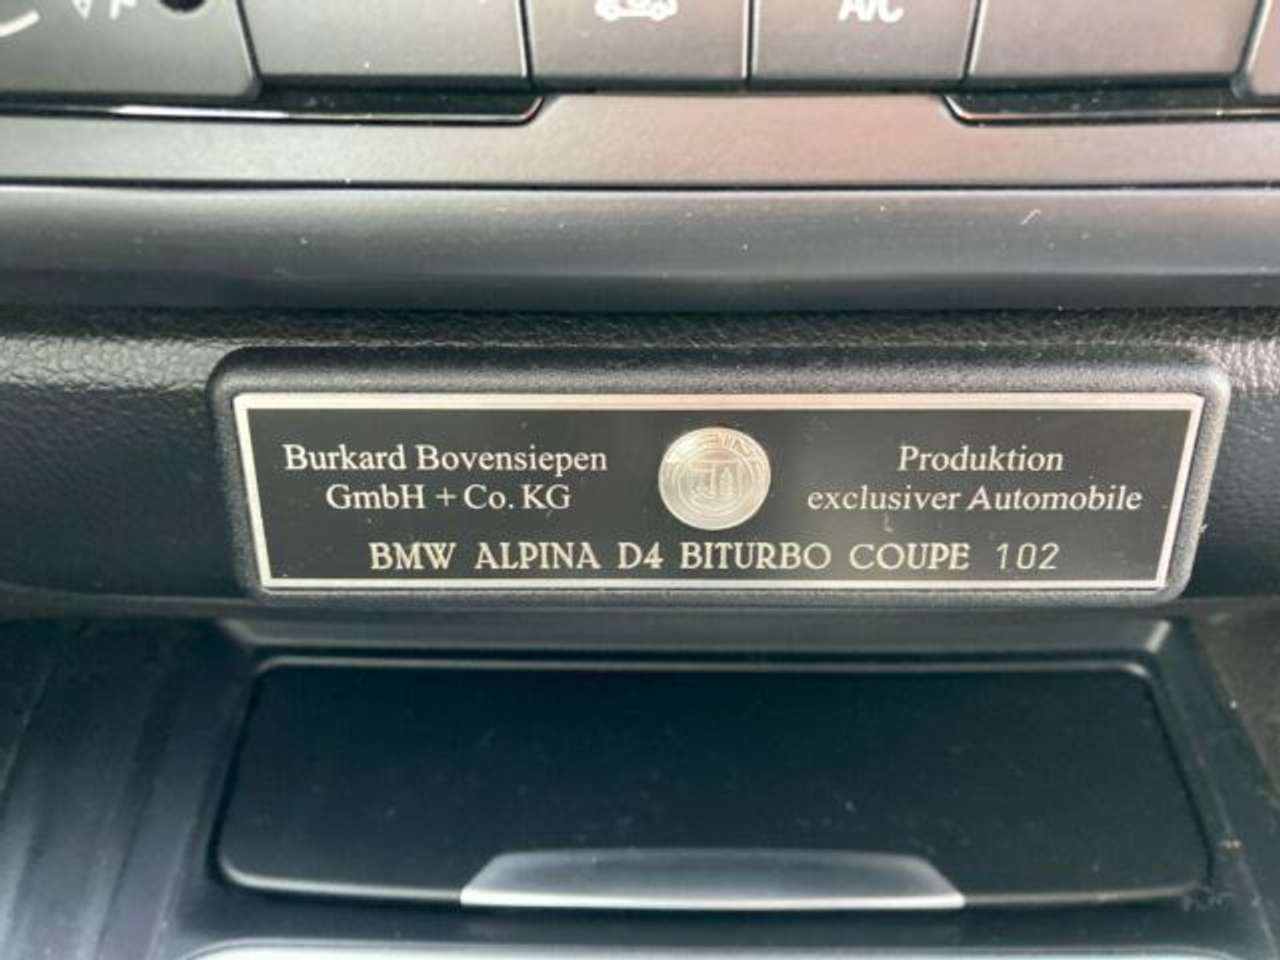 A/C
Burkard Bovensiepen
GmbH + Co. KG
Produktion
exclusiver Automobile
BMW ALPINA D4 BITURBO COUPE 102